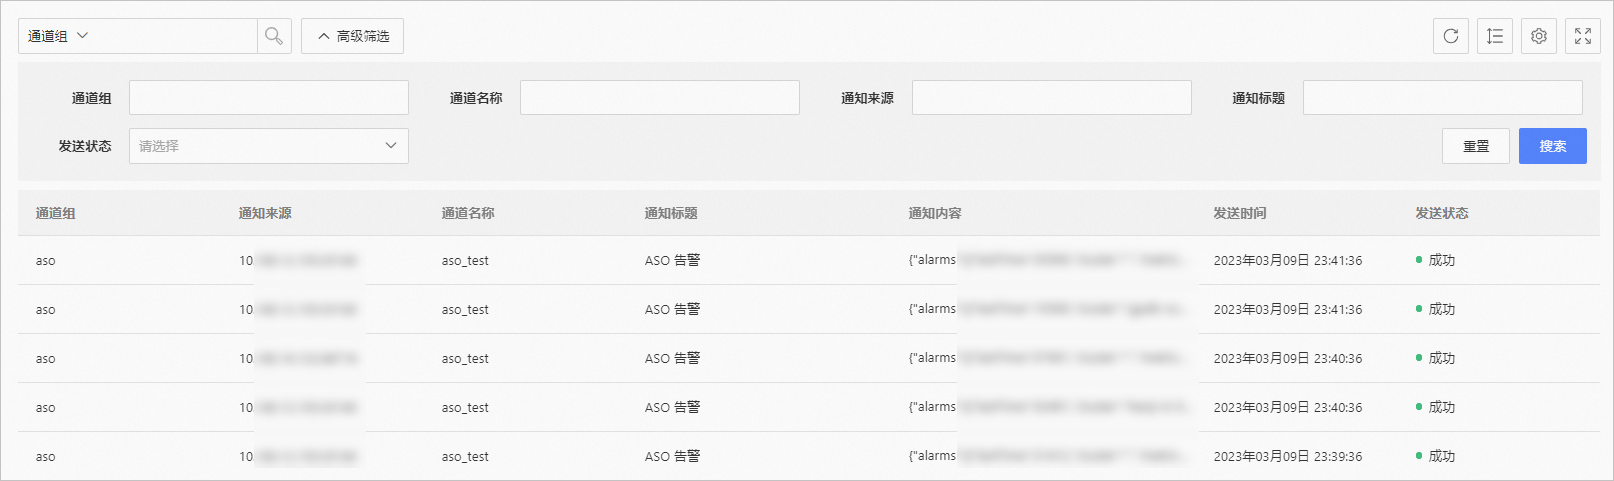 通道组 高级筛选
通道组 通道名称 通知来源 通知标题
发送状态 请选择 重置 搜索
通道组 通知来源 通道名称 通知标题 通知内容 发送时间 发送状态
aso 10. aso_test ASO 告警 {"alarms 2023年03月09日 23:41:36 成功
aso 10. aso_test ASO 告警 {"alarms 2023年03月09日 23:41:36 成功
aso 10. aso_test ASO 告警 {"alarms 2023年03月09日 23:40:36 成功
aso 10. aso_test ASO 告警 {"alarms 2023年03月09日 23:40:36 成功
aso 10. aso_test ASO 告警 {"alarms 2023年03月09日 23:39:36 成功